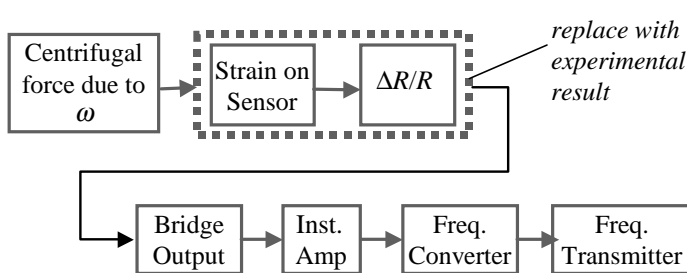 Centrifugal
force due to
ω
Strain on
Sensor
ΔR/R
replace with
experimental
result
Bridge
Output
Inst.
Amp
Freq.
Converter
Freq.
Transmitter